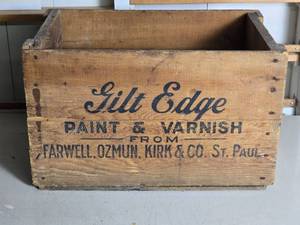 Gilt Edge
PAINT & VARNISH
FROM
FARWELL, OZMUN, KIRK & CO. ST. PAUL.